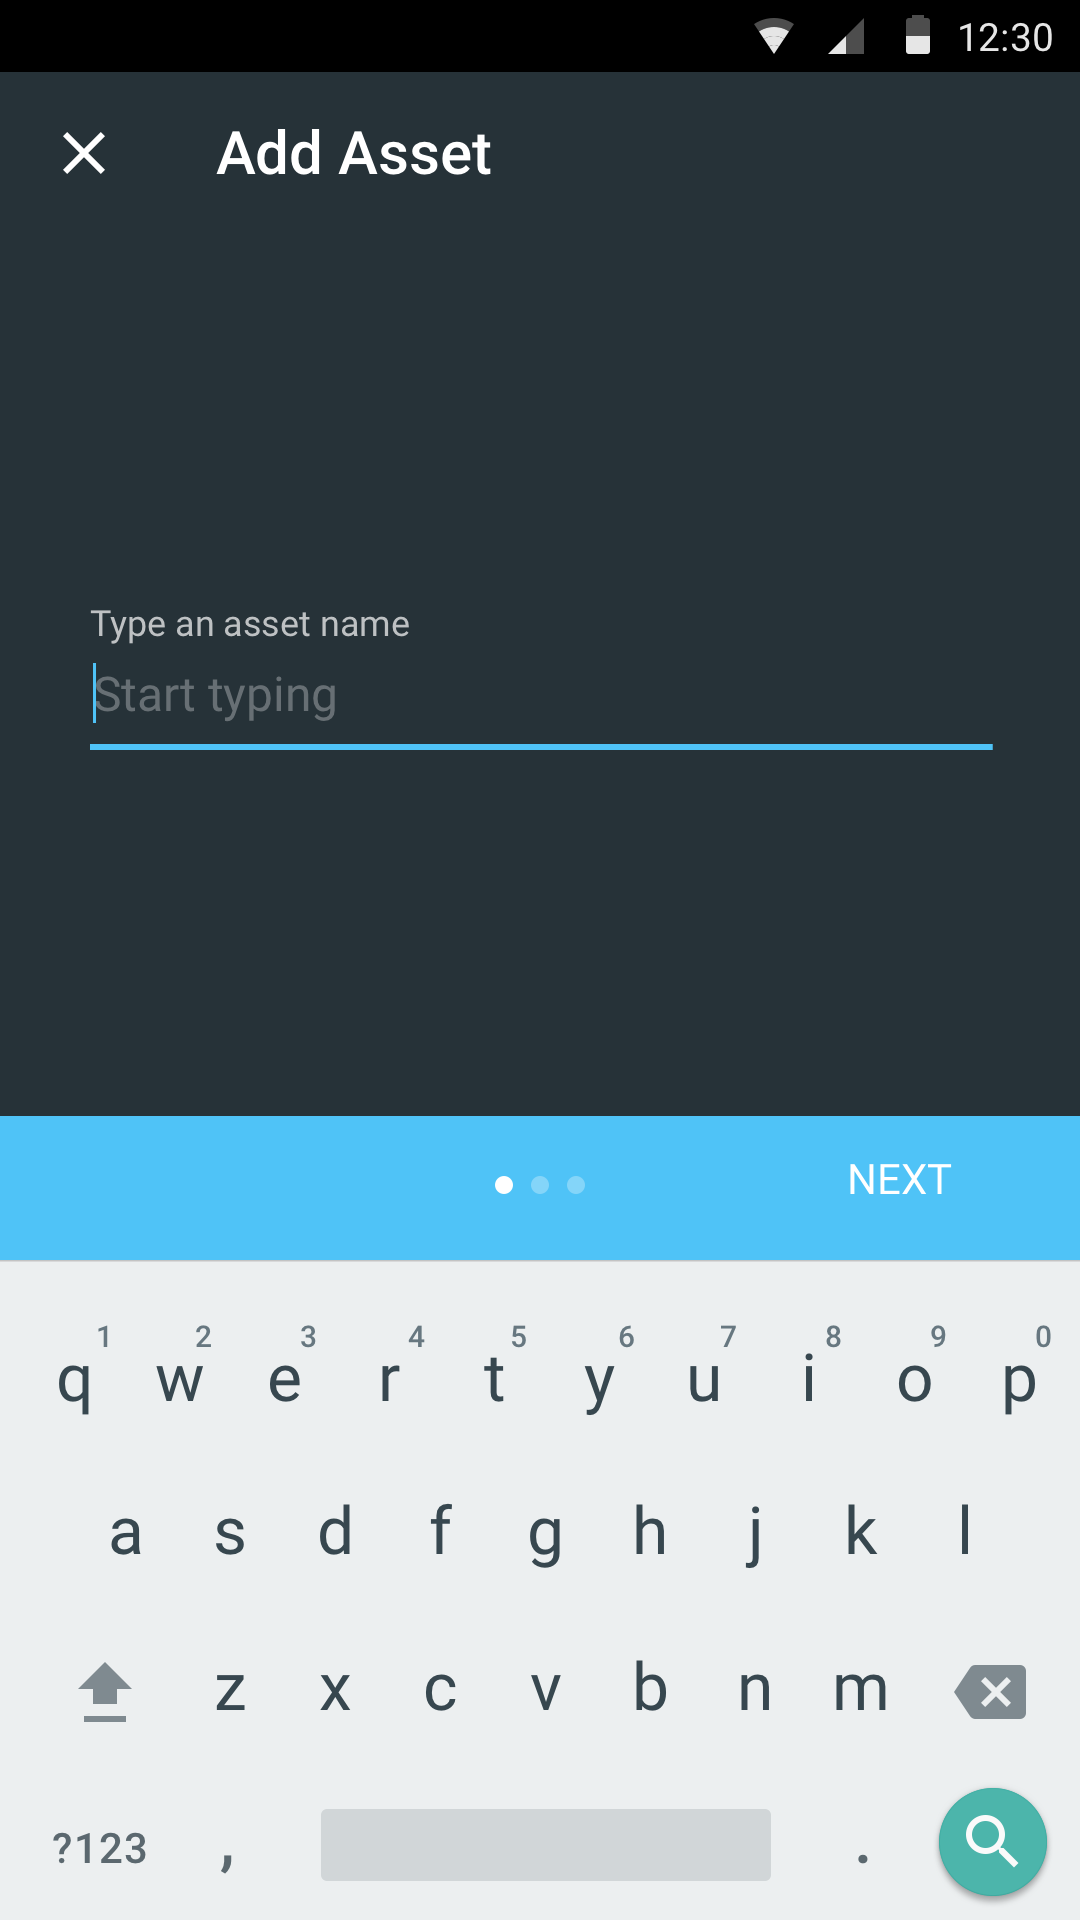 12:30
Add Asset
Type an asset name
Start typing
NEXT
1 2 3 4 5 6 7 8 9 0
q w e r t y u i o p
a s d f g h j k l
z x c v b n m
?123 , .